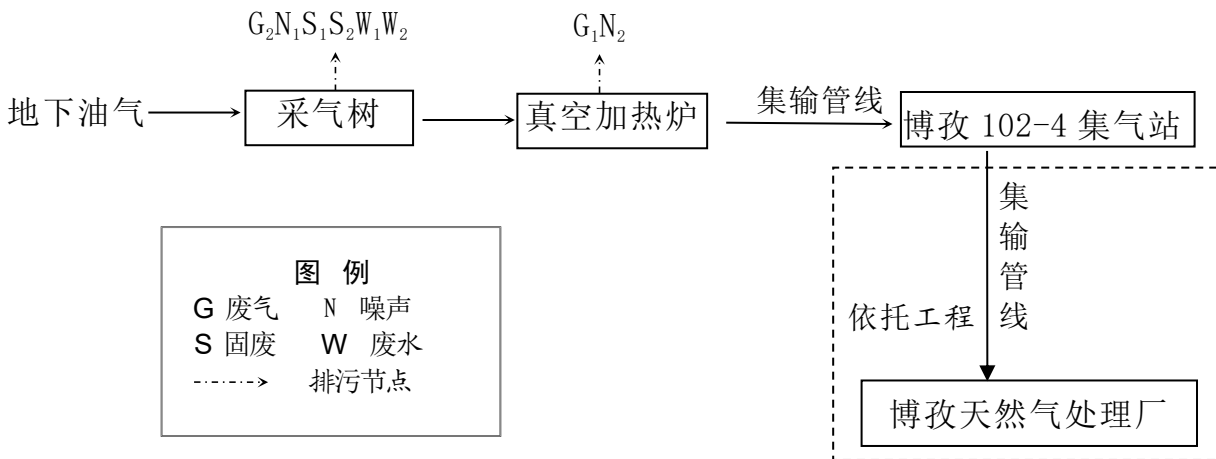 G₂N₁S₁S₂W₁W₂
G₁N₂
地下油气
采气树
真空加热炉
集输管线
博孜 102-4 集气站
集输管线
依托工程
博孜天然气处理厂
图 例
G 废气 N 噪声
S 固废 W 废水
排污节点